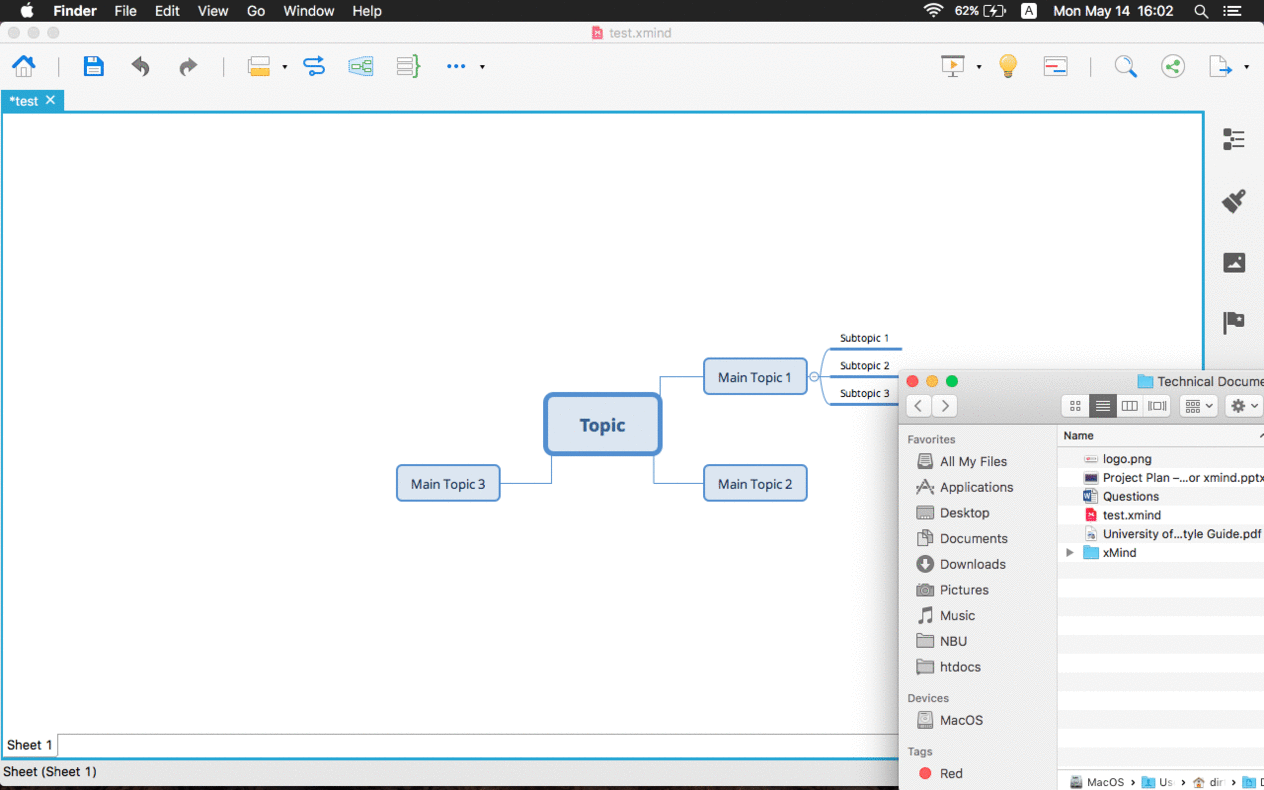 Finder File Edit View Go Window Help 62% A Mon May 14 16:02
test.xmind
*test
Subtopic 1
Subtopic 2
Main Topic 1
Subtopic 3
Topic
Main Topic 3
Main Topic 2
Sheet 1
Sheet (Sheet 1)
Technical Docume
Favorites
All My Files
Applications
Desktop
Documents
Downloads
Pictures
Music
NBU
htdocs
Devices
MacOS
Tags
Red
Name
logo.png
Project Plan –...or xmind.pptx
Questions
test.xmind
University of...tyle Guide.pdf
xMind
MacOS › Us › dir › D